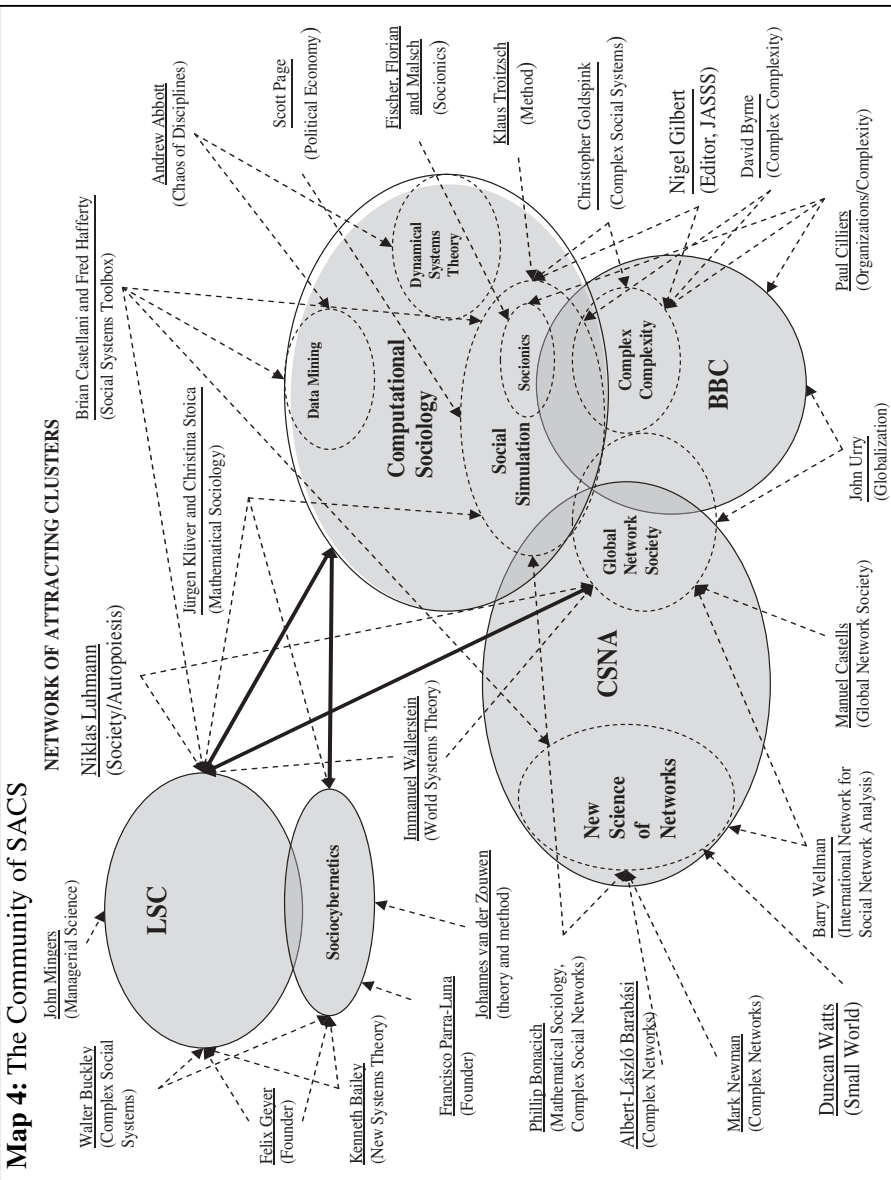 Map 4: The Community of SACS
NETWORK OF ATTRACTING CLUSTERS
John Mingers
(Managerial Science)
Walter Buckley
(Complex Social
Systems)
Felix Geyer
(Founder)
Kenneth Bailey
(New Systems Theory)
Francisco Parra-Luna
(Founder)
Johannes van der Zouwen
(theory and method)
LSC
Sociocybernetics
Niklas Luhmann
(Society/Autopoiesis)
Jürgen Klüver and Christina Stoica
(Mathematical Sociology)
Brian Castellani and Fred Hafferty
(Social Systems Toolbox)
Andrew Abbott
(Chaos of Disciplines)
Scott Page
(Political Economy)
Fischer, Florian
and Malsch
(Socionics)
Klaus Troitzsch
(Method)
Christopher Goldspink
(Complex Social Systems)
Nigel Gilbert
(Editor, JASSS)
David Byrne
(Complex Complexity)
Paul Cilliers
(Organizations/Complexity)
Data Mining
Dynamical
Systems
Theory
Computational
Sociology
Social
Simulation
Socionics
Complex
Complexity
BBC
Global
Network
Society
CSNA
New
Science
of
Networks
Immanuel Wallerstein
(World Systems Theory)
Phillip Bonacich
(Mathematical Sociology,
Complex Social Networks)
Albert-László Barabási
(Complex Networks)
Mark Newman
(Complex Networks)
Duncan Watts
(Small World)
Barry Wellman
(International Network for
Social Network Analysis)
Manuel Castells
(Global Network Society)
John Urry
(Globalization)